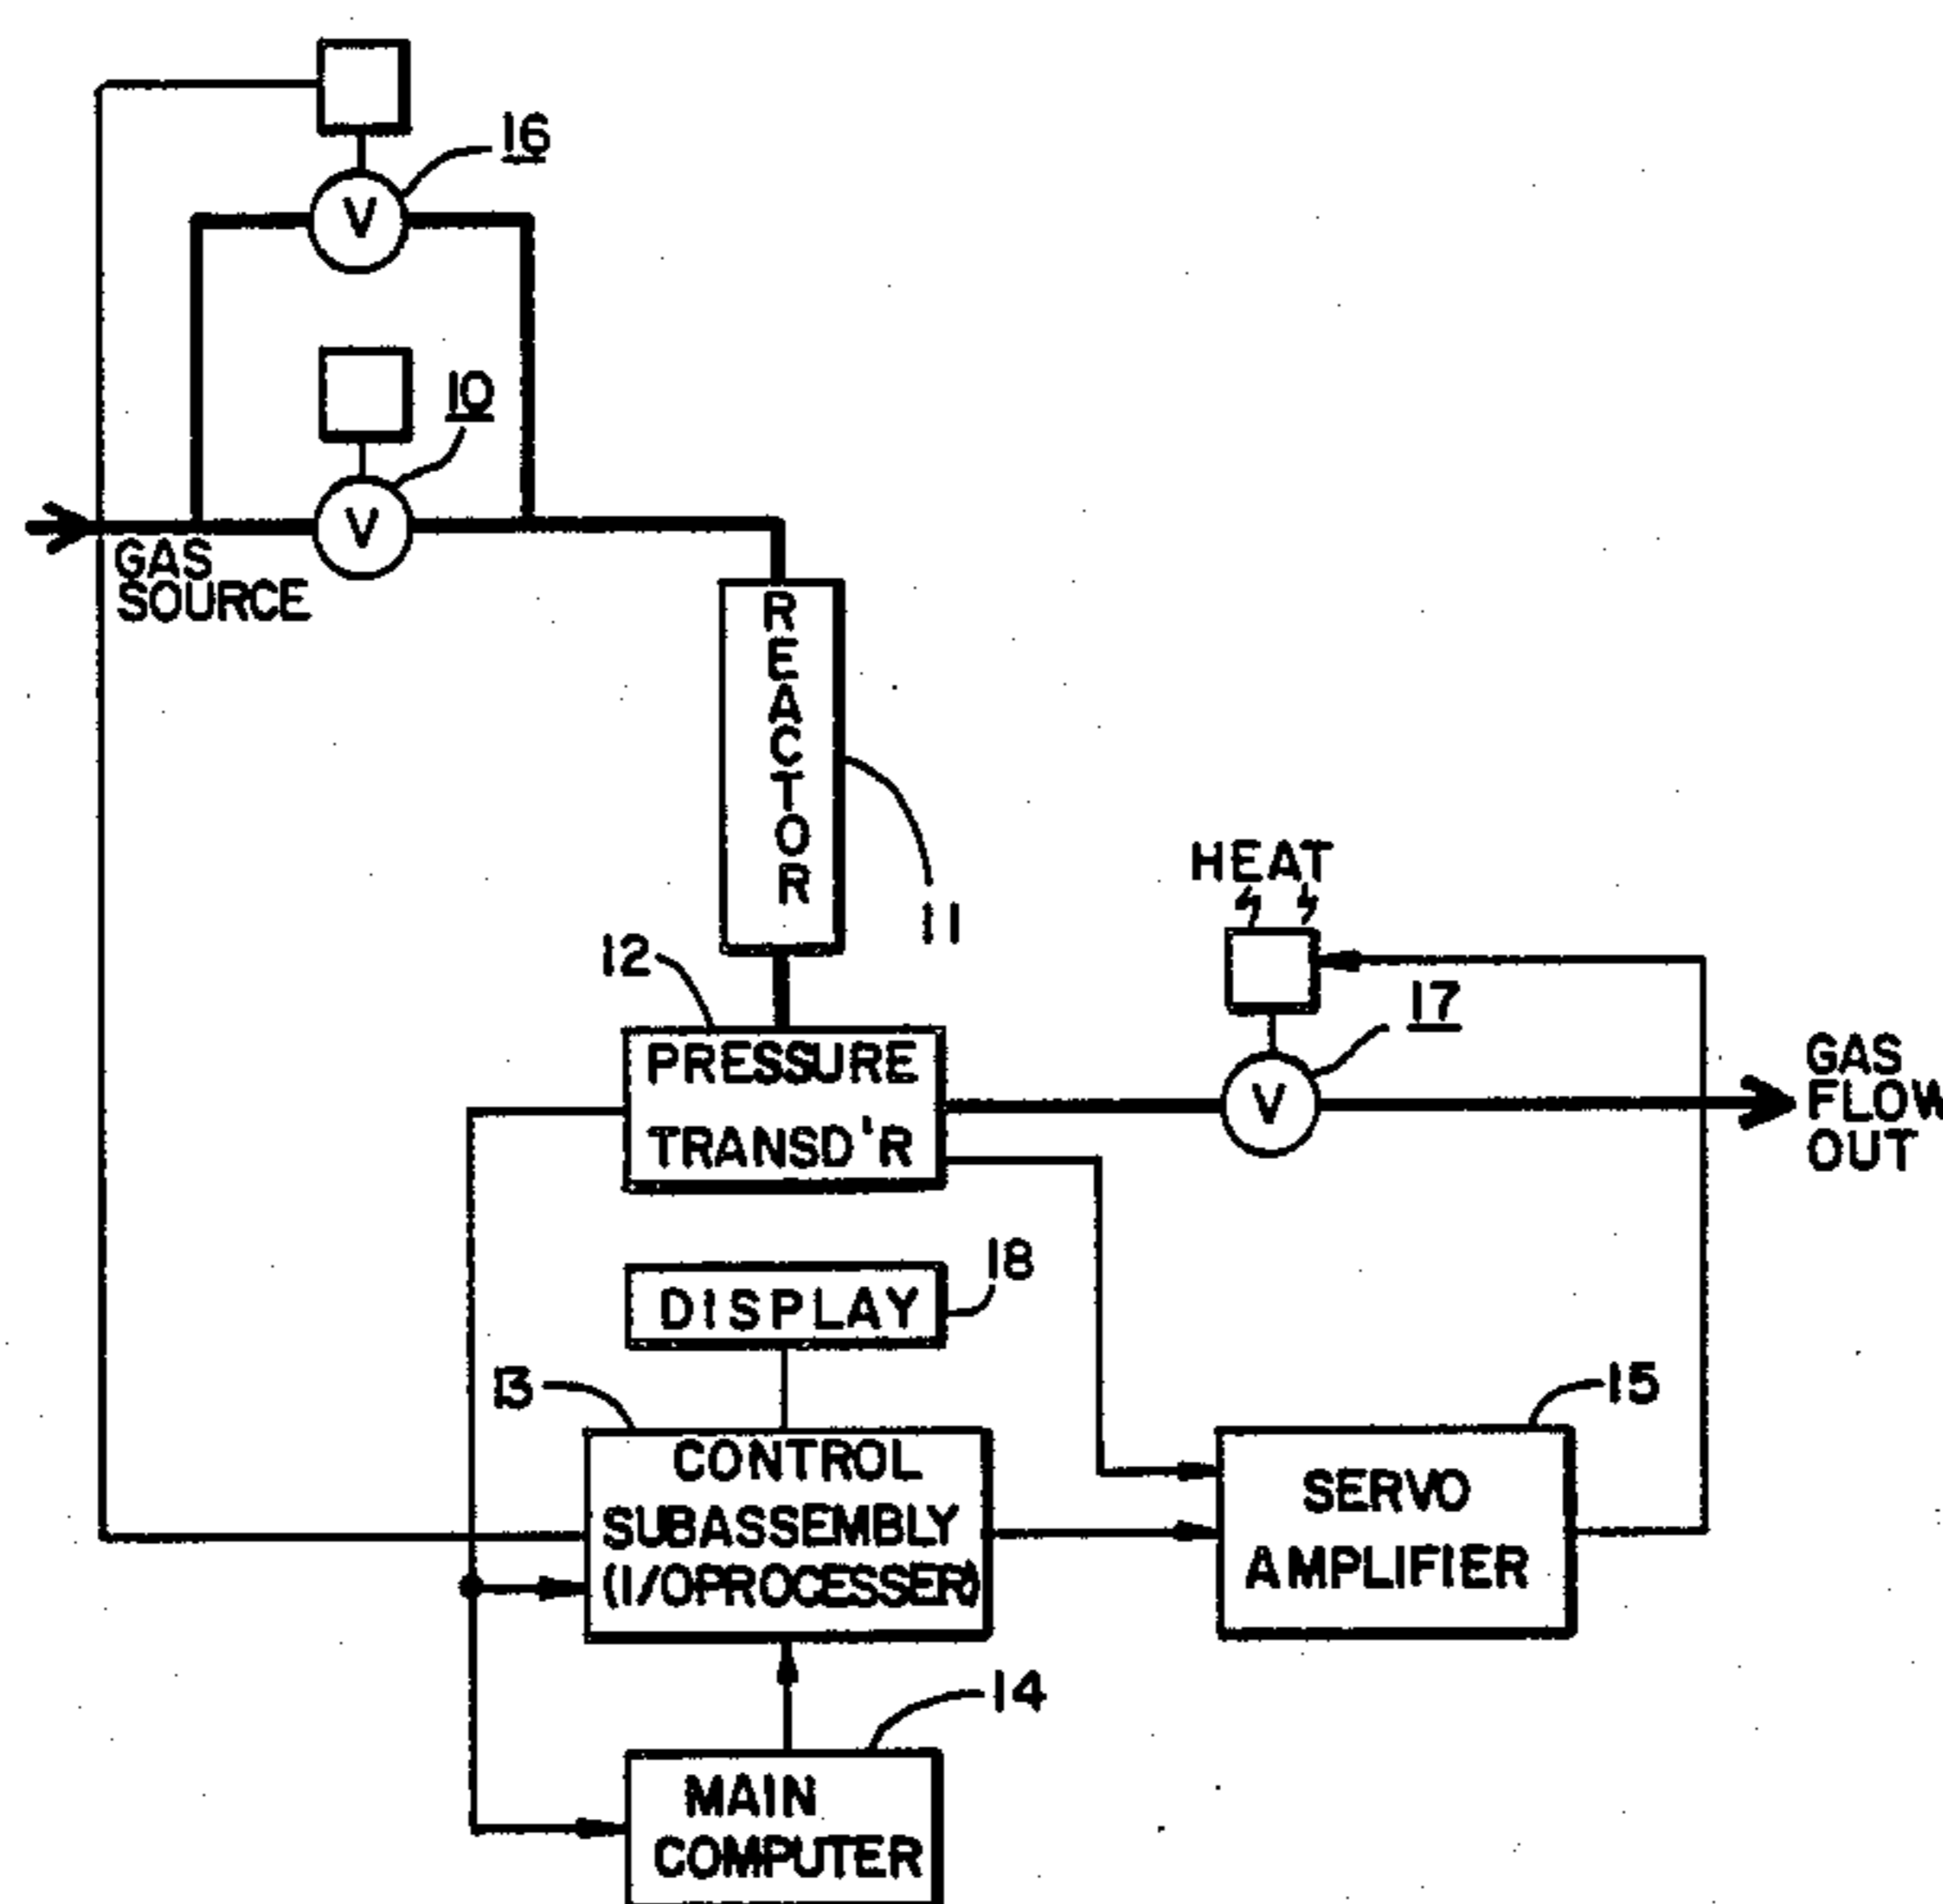 16
V
10
V
GAS
SOURCE
REACTOR
11
HEAT
12
17
PRESSURE
TRANSD'R
V
GAS
FLOW
OUT
18
DISPLAY
13
15
CONTROL
SUBASSEMBLY
(I/OPROCESSER)
SERVO
AMPLIFIER
14
MAIN
COMPUTER